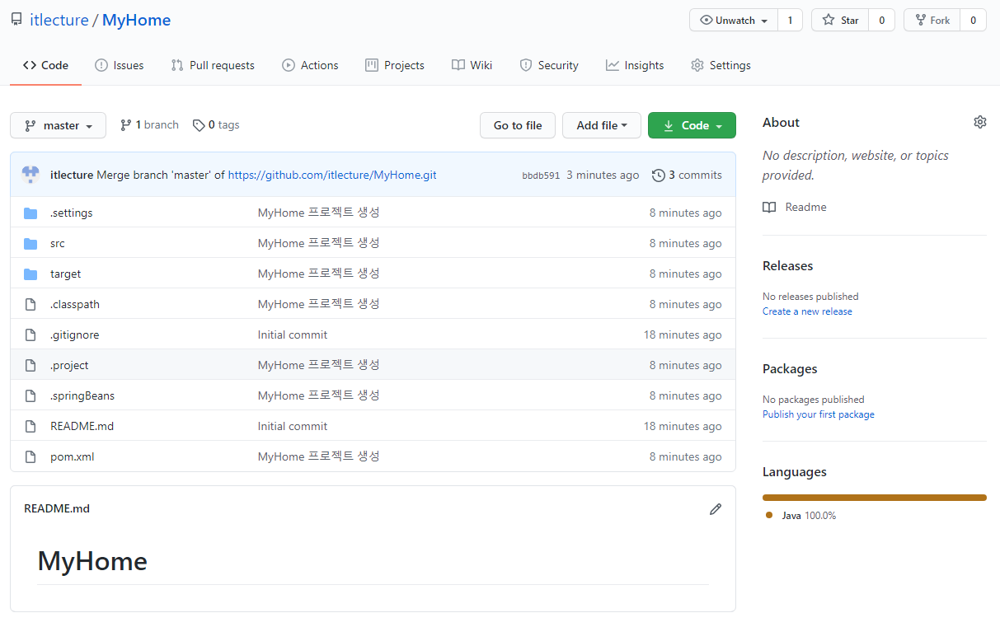 itlecture / MyHome
Unwatch 1 Star 0 Fork 0
Code Issues Pull requests Actions Projects Wiki Security Insights Settings
master 1 branch 0 tags Go to file Add file Code
itlecture Merge branch 'master' of https://github.com/itlecture/MyHome.git bbdb591 3 minutes ago 3 commits
.settings MyHome 프로젝트 생성 8 minutes ago
src MyHome 프로젝트 생성 8 minutes ago
target MyHome 프로젝트 생성 8 minutes ago
.classpath MyHome 프로젝트 생성 8 minutes ago
.gitignore Initial commit 18 minutes ago
.project MyHome 프로젝트 생성 8 minutes ago
.springBeans MyHome 프로젝트 생성 8 minutes ago
README.md Initial commit 18 minutes ago
pom.xml MyHome 프로젝트 생성 8 minutes ago
README.md
MyHome
About
No description, website, or topics
provided.
Readme
Releases
No releases published
Create a new release
Packages
No packages published
Publish your first package
Languages
Java 100.0%